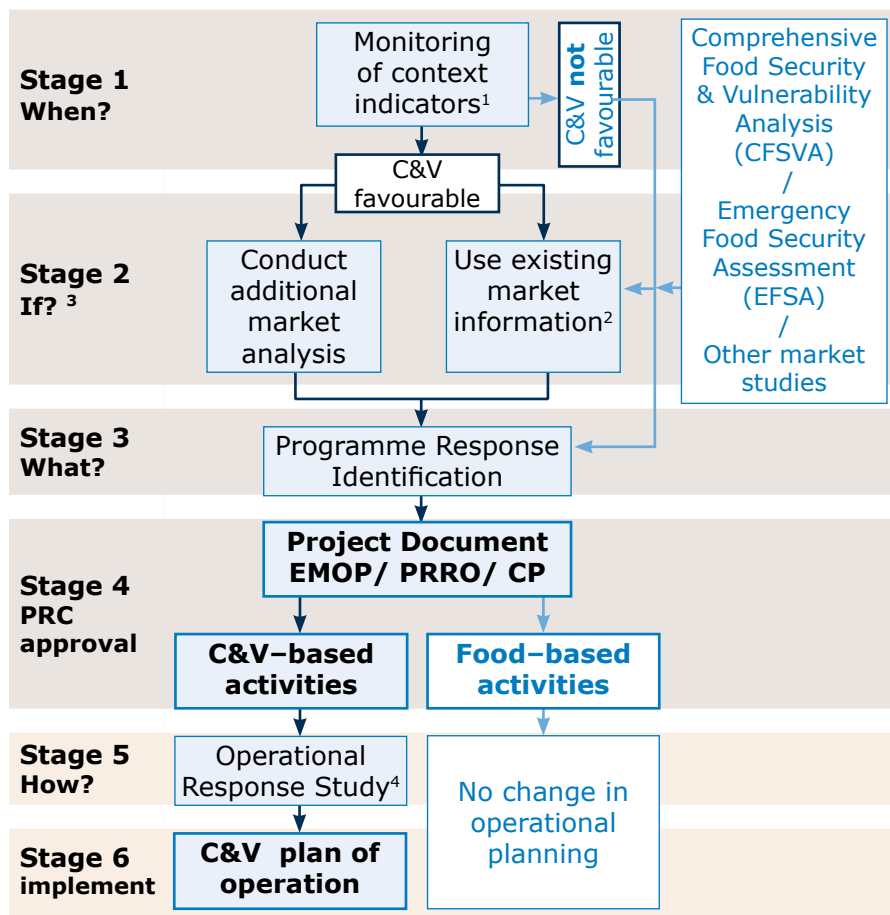 Stage 1
When?
Monitoring
of context
indicators¹
C&V not
favourable
Comprehensive
Food Security
& Vulnerability
Analysis
(CFSVA)
/
Emergency
Food Security
Assessment
(EFSA)
/
Other market
studies
C&V
favourable
Stage 2
If? ³
Conduct
additional
market
analysis
Use existing
market
information²
Stage 3
What?
Programme Response
Identification
Stage 4
PRC
approval
Project Document
EMOP/ PRRO/ CP
C&V–based
activities
Food–based
activities
Stage 5
How?
Operational
Response Study⁴
No change in
operational
planning
Stage 6
implement
C&V plan of
operation